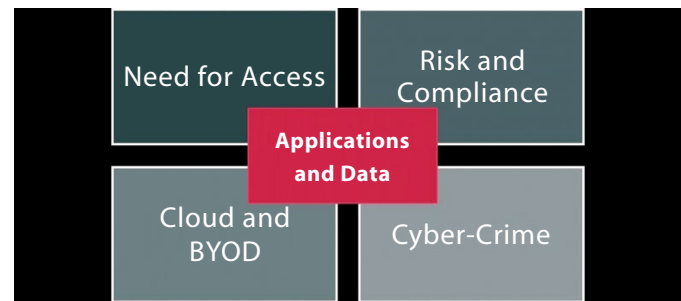 Need for Access
Risk and
Compliance
Applications
and Data
Cloud and
BYOD
Cyber-Crime